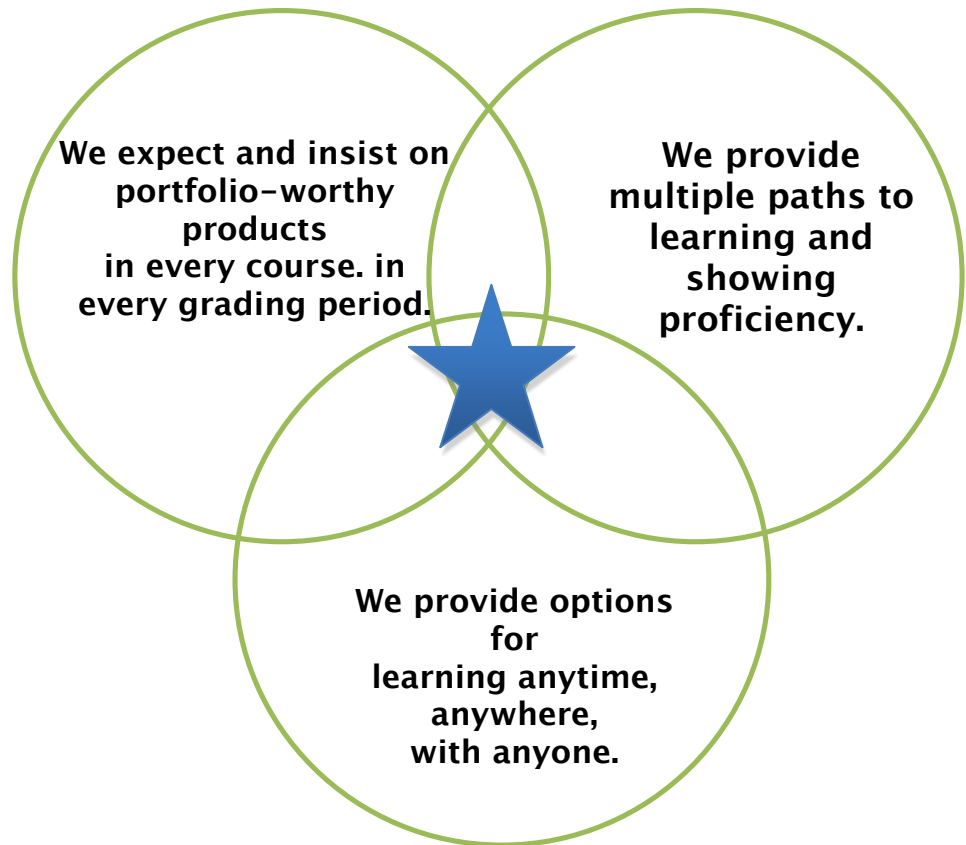 We expect and insist on
portfolio-worthy
products
in every course. in
every grading period.
We provide
multiple paths to
learning and
showing
proficiency.
We provide options
for
learning anytime,
anywhere,
with anyone.